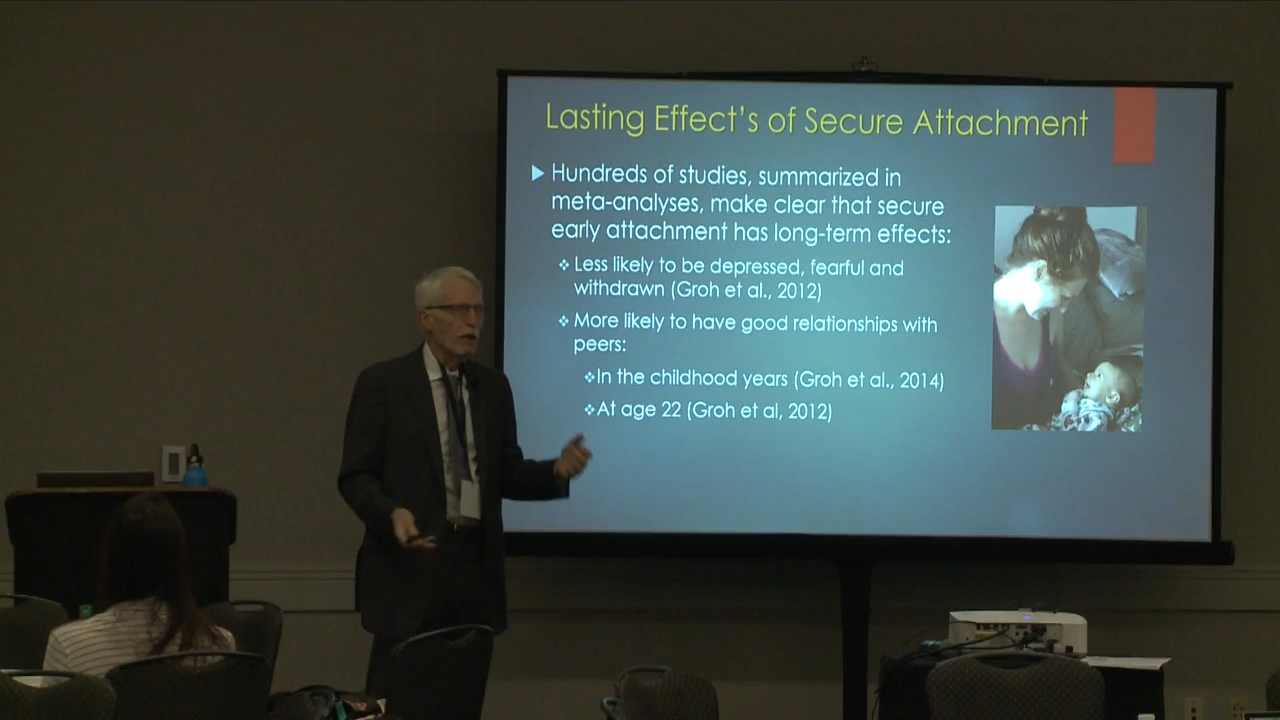 Lasting Effect's of Secure Attachment
Hundreds of studies, summarized in
meta-analyses, make clear that secure
early attachment has long-term effects:
Less likely to be depressed, fearful and
withdrawn (Groh et al., 2012)
More likely to have good relationships with
peers:
In the childhood years (Groh et al., 2014)
At age 22 (Groh et al, 2012)